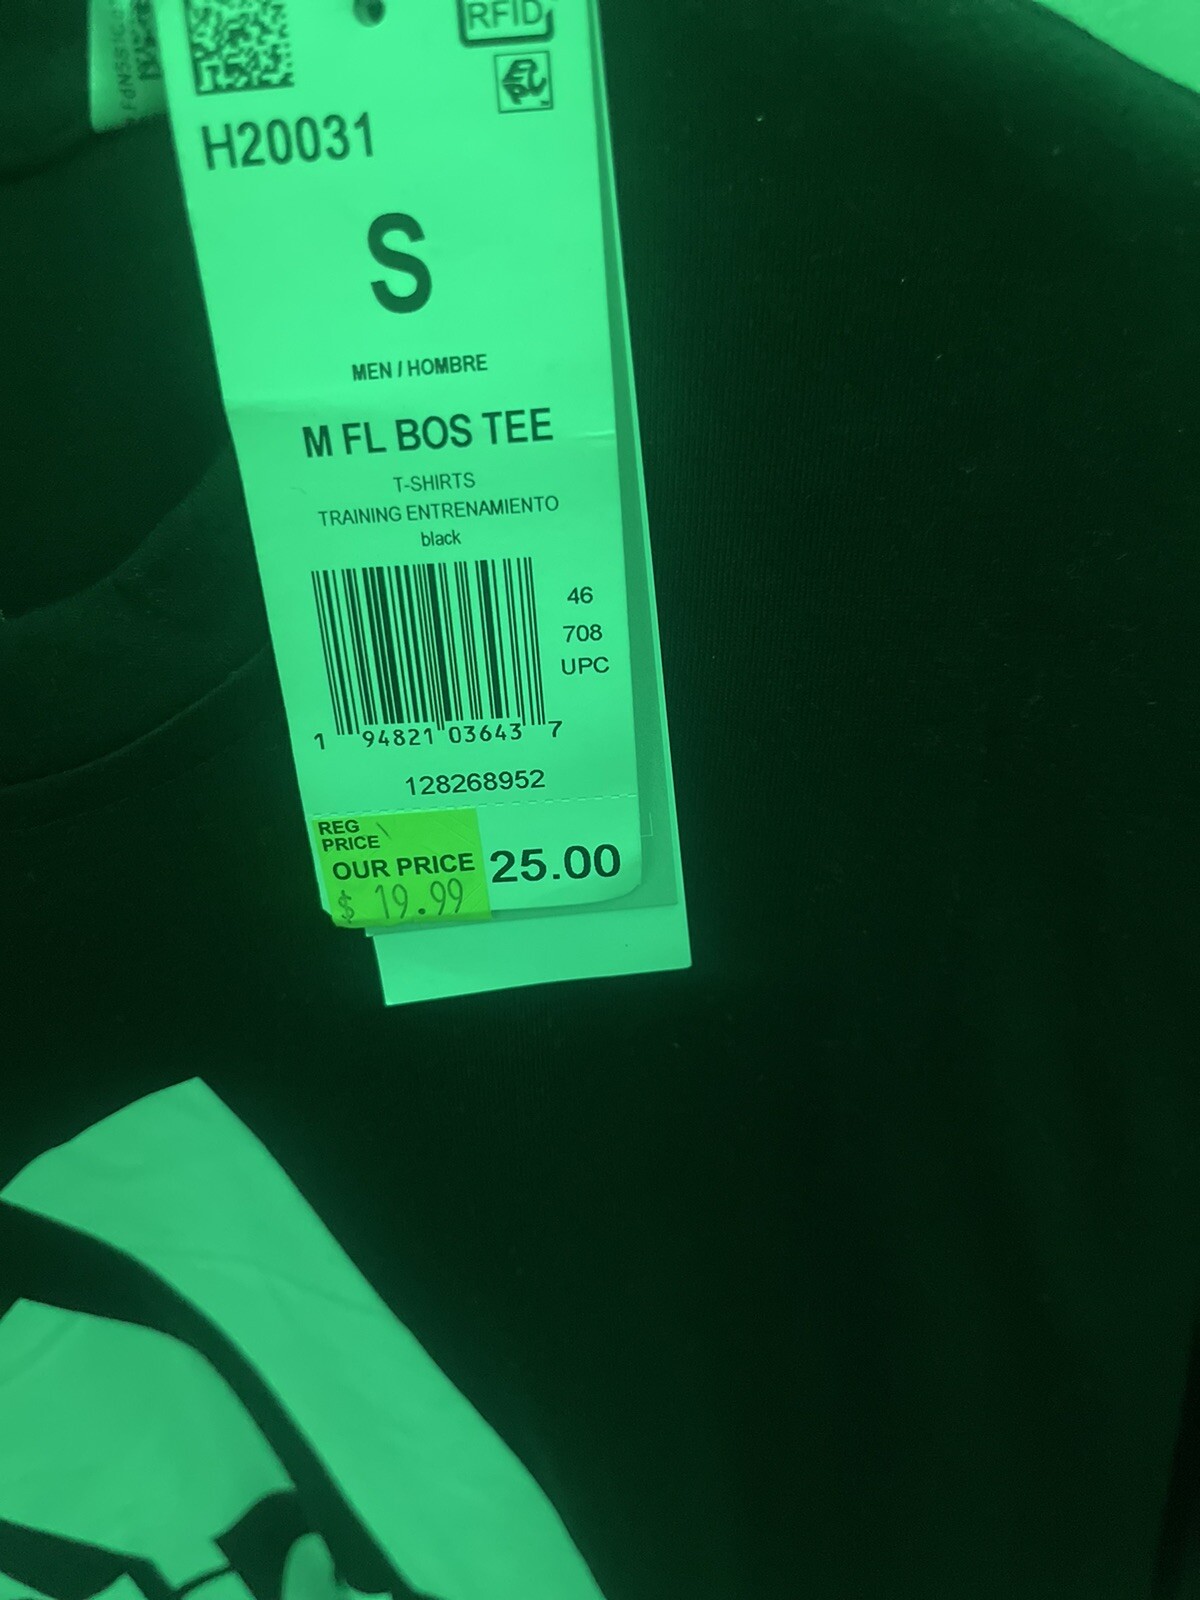 RFID
H20031
S
MEN / HOMBRE
M FL BOS TEE
T-SHIRTS
TRAINING ENTRENAMIENTO
black
46
708
UPC
1 94821 03643 7
128268952
REG
PRICE
OUR PRICE 25.00
$ 19.99